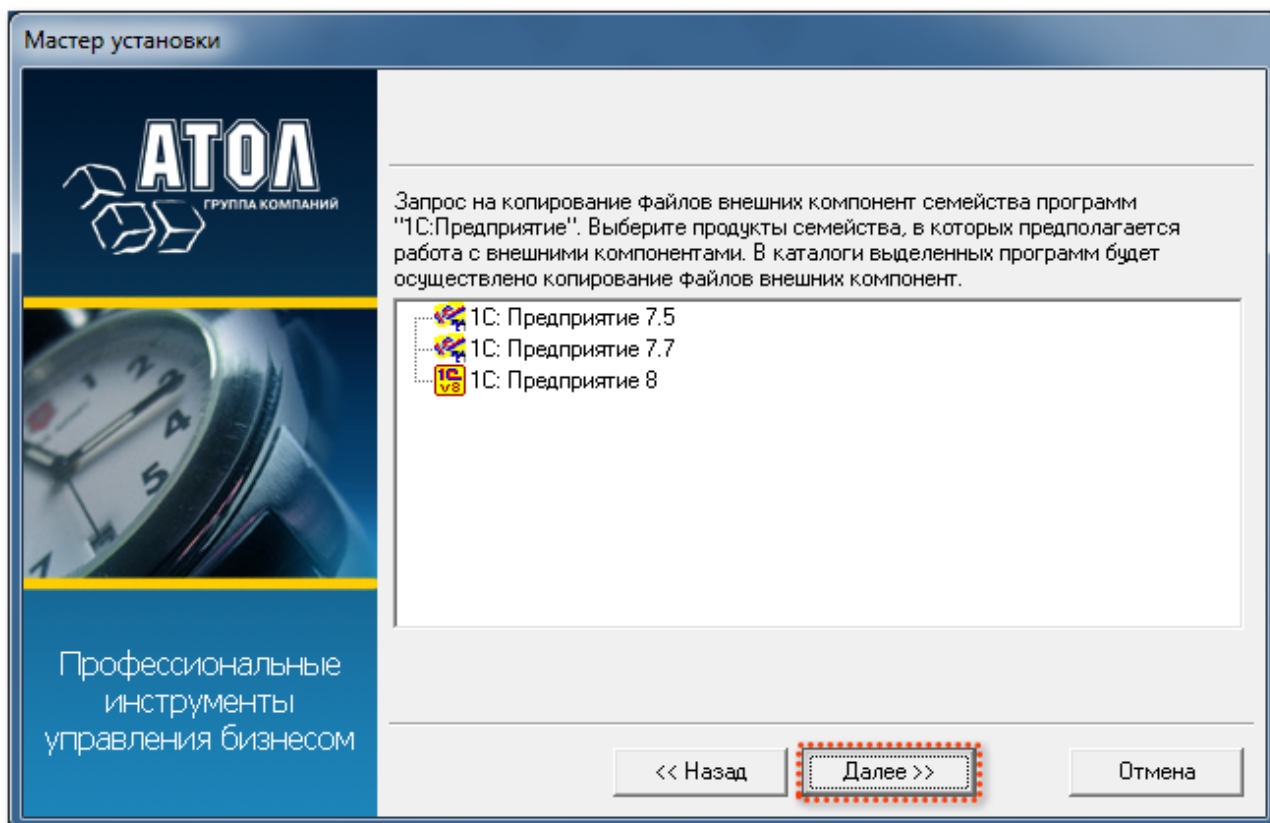 Мастер установки
АТОЛ
ГРУППА КОМПАНИЙ
Запрос на копирование файлов внешних компонент семейства программ
"1С:Предприятие". Выберите продукты семейства, в которых предполагается
работа с внешними компонентами. В каталоги выделенных программ будет
осуществлено копирование файлов внешних компонент.
1С: Предприятие 7.5
1С: Предприятие 7.7
1С: Предприятие 8
Профессиональные
инструменты
управления бизнесом
<< Назад
Далее >>
Отмена